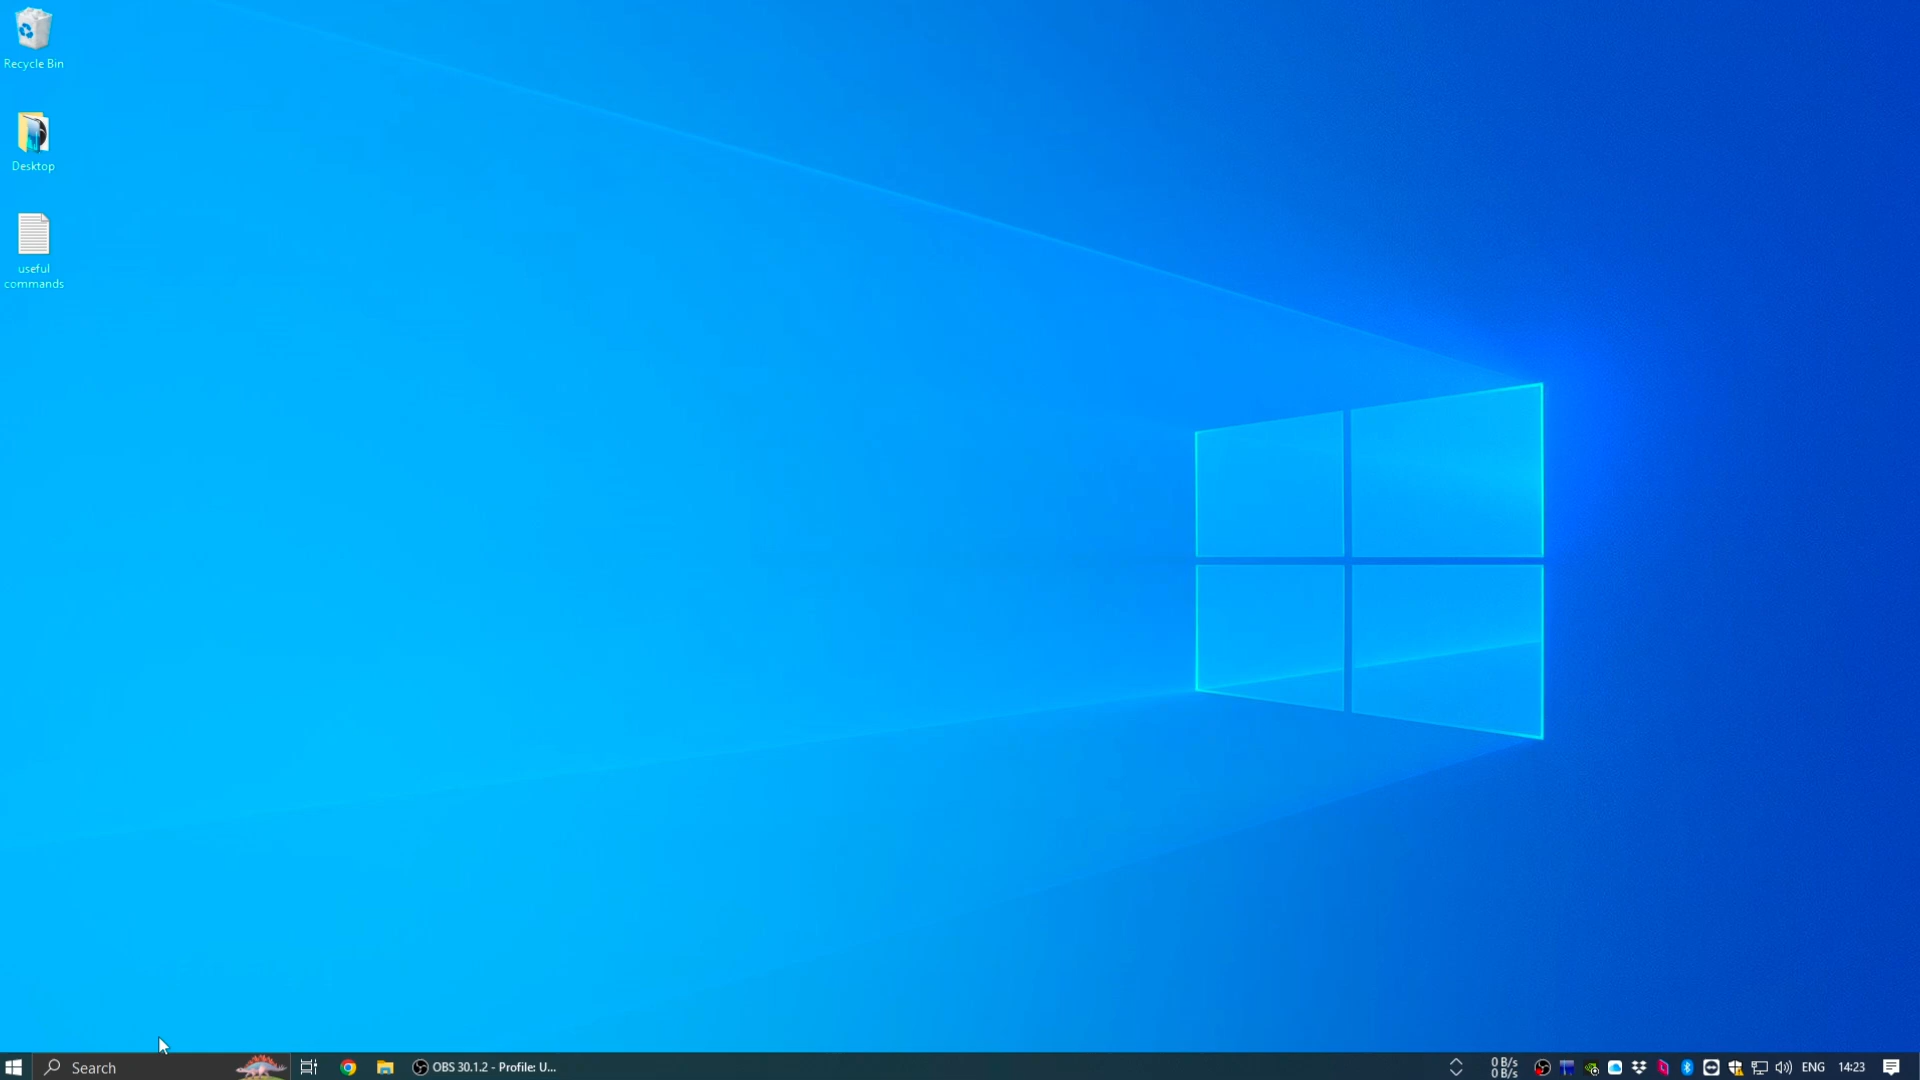 Recycle Bin
Desktop
useful
commands
Search
OBS 30.1.2 - Profile: U...
0 B/s
0 B/s
ENG
14:23